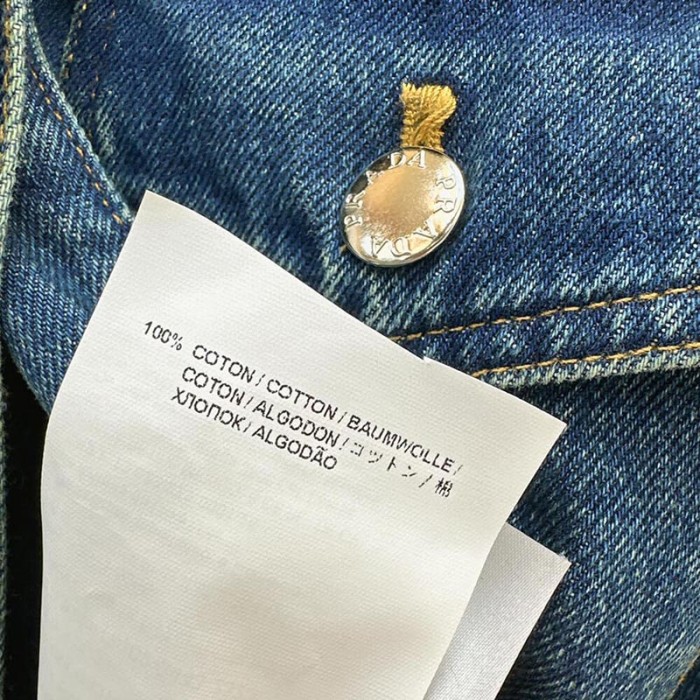 PRADA PRADA
100% COTON / COTTON / BAUMWOLLE /
COTON / ALGODON / コットン / 棉
ХЛОПОК / ALGODÃO